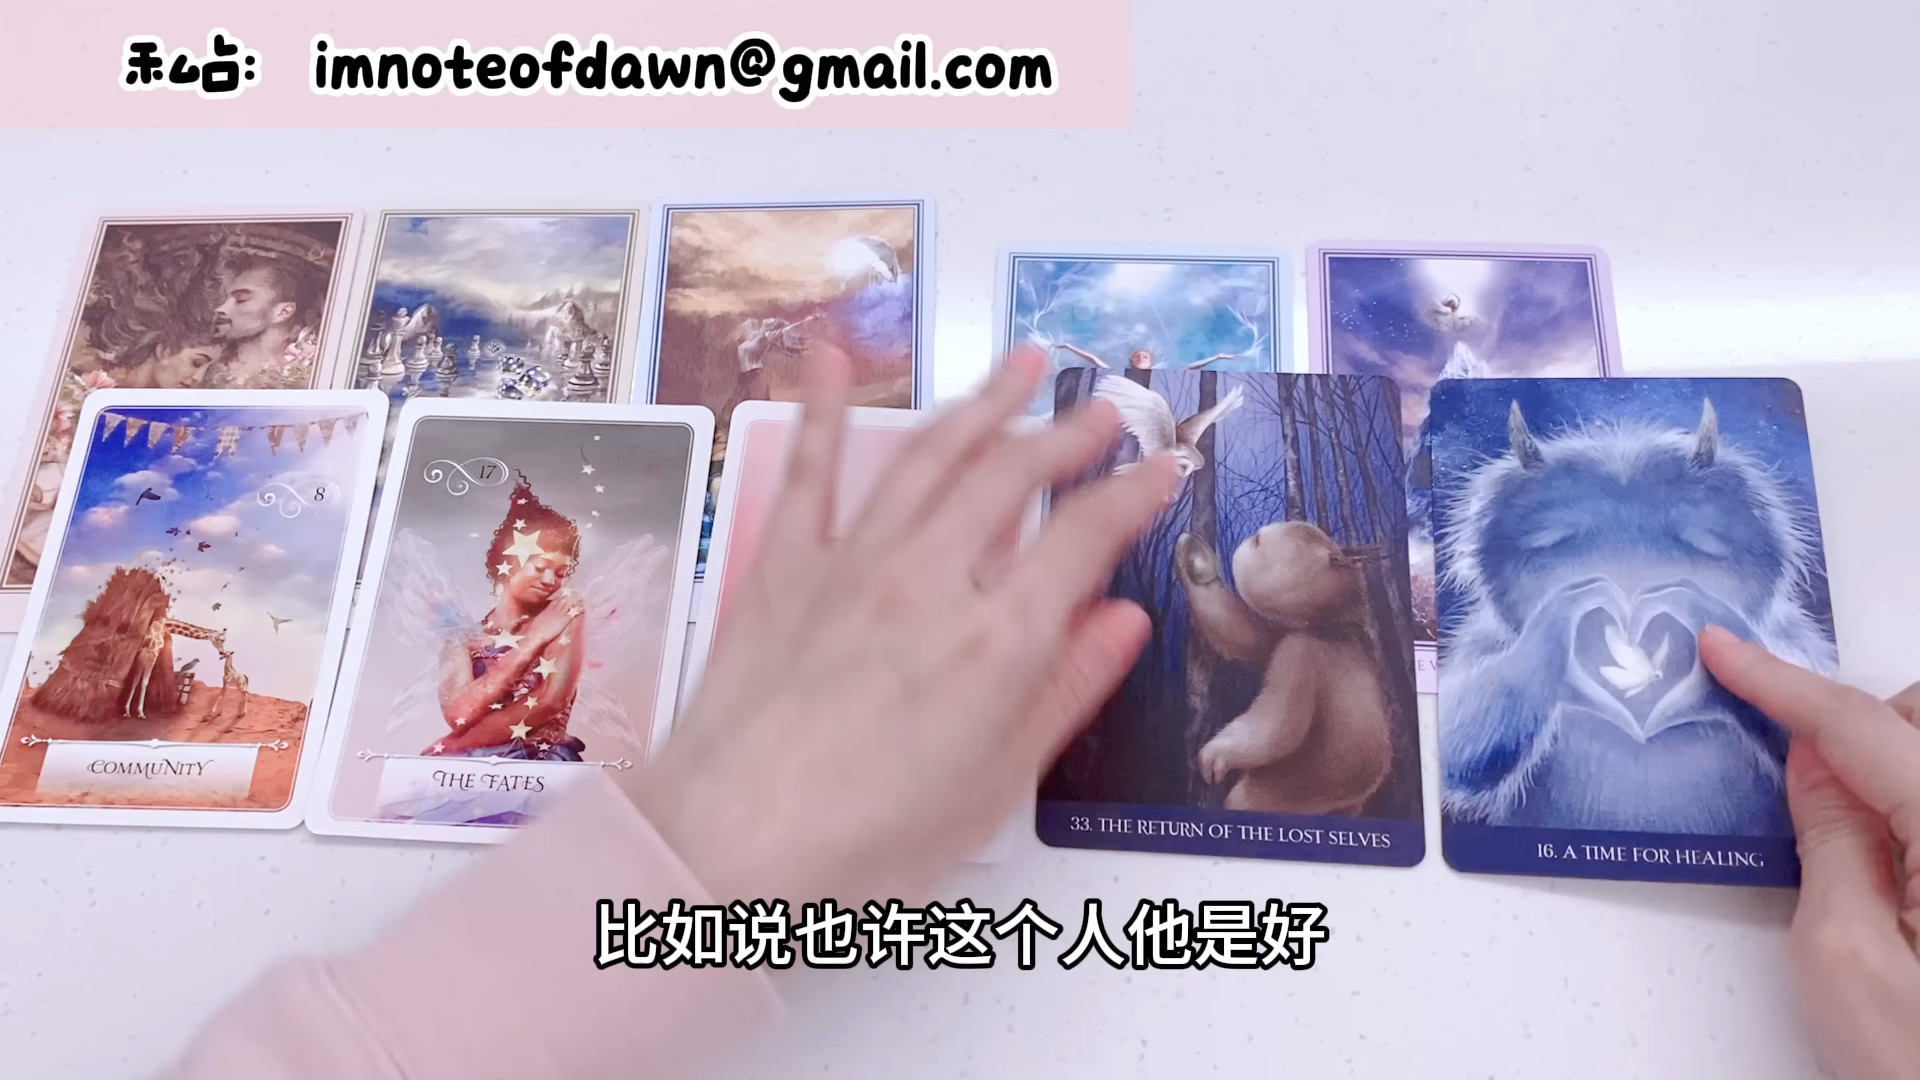 私占: imnoteofdawn@gmail.com
8
17
COMMUNITY
THE FATES
33. THE RETURN OF THE LOST SELVES
16. A TIME FOR HEALING
比如说也许这个人他是好